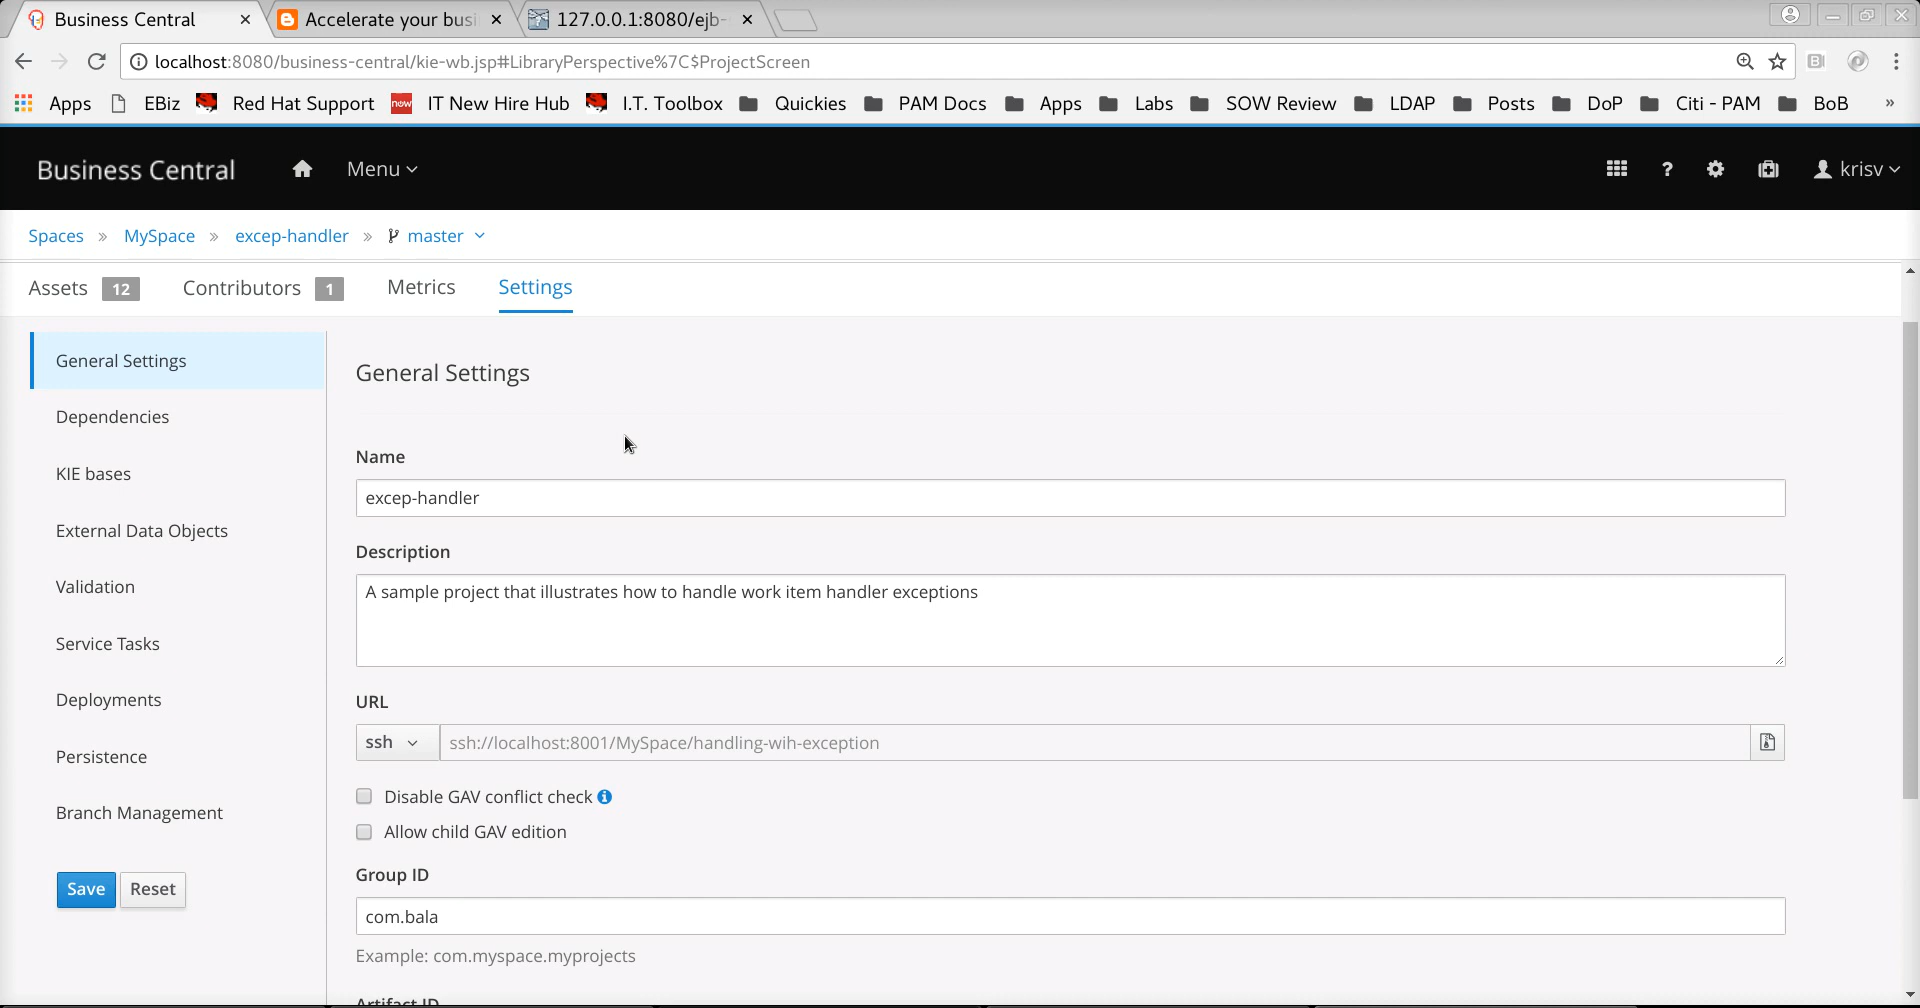 Business Central
Accelerate your busi
127.0.0.1:8080/ejb-
localhost:8080/business-central/kie-wb.jsp#LibraryPerspective%7C$ProjectScreen
Apps EBiz Red Hat Support now IT New Hire Hub I.T. Toolbox Quickies PAM Docs Apps Labs SOW Review LDAP Posts DoP Citi - PAM BoB »
Business Central Menu ? krisv
Spaces » MySpace » excep-handler » master
Assets 12 Contributors 1 Metrics Settings
General Settings
Dependencies
KIE bases
External Data Objects
Validation
Service Tasks
Deployments
Persistence
Branch Management
Save Reset
General Settings
Name
excep-handler
Description
A sample project that illustrates how to handle work item handler exceptions
URL
ssh ssh://localhost:8001/MySpace/handling-wih-exception
Disable GAV conflict check
Allow child GAV edition
Group ID
com.bala
Example: com.myspace.myprojects
Artifact ID